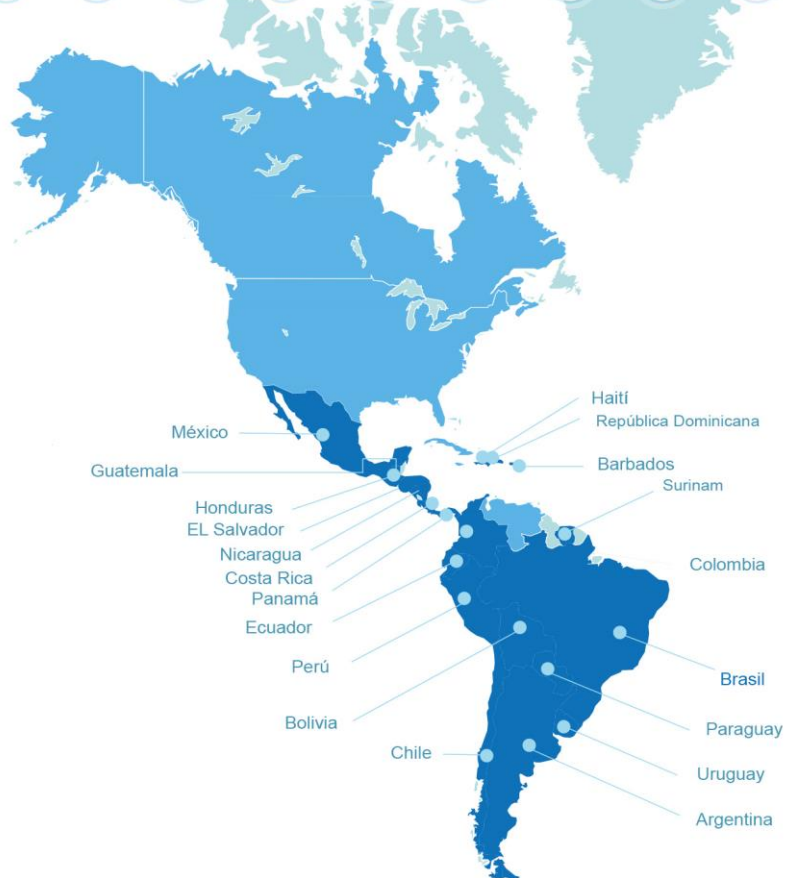 Haití
República Dominicana
México
Barbados
Guatemala
Surinam
Honduras
EL Salvador
Nicaragua
Colombia
Costa Rica
Panamá
Ecuador
Perú
Brasil
Bolivia
Paraguay
Chile
Uruguay
Argentina